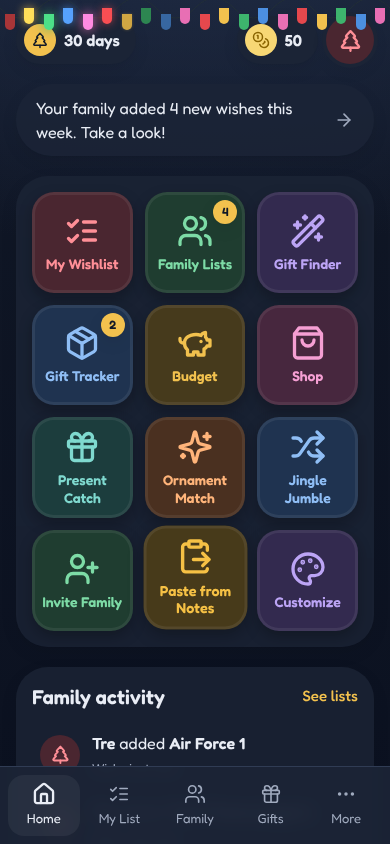 30 days
50
Your family added 4 new wishes this
week. Take a look!
My Wishlist
4
Family Lists
Gift Finder
2
Gift Tracker
Budget
Shop
Present
Catch
Ornament
Match
Jingle
Jumble
Invite Family
Paste from
Notes
Customize
Family activity
See lists
Tre added Air Force 1
Home
My List
Family
Gifts
More